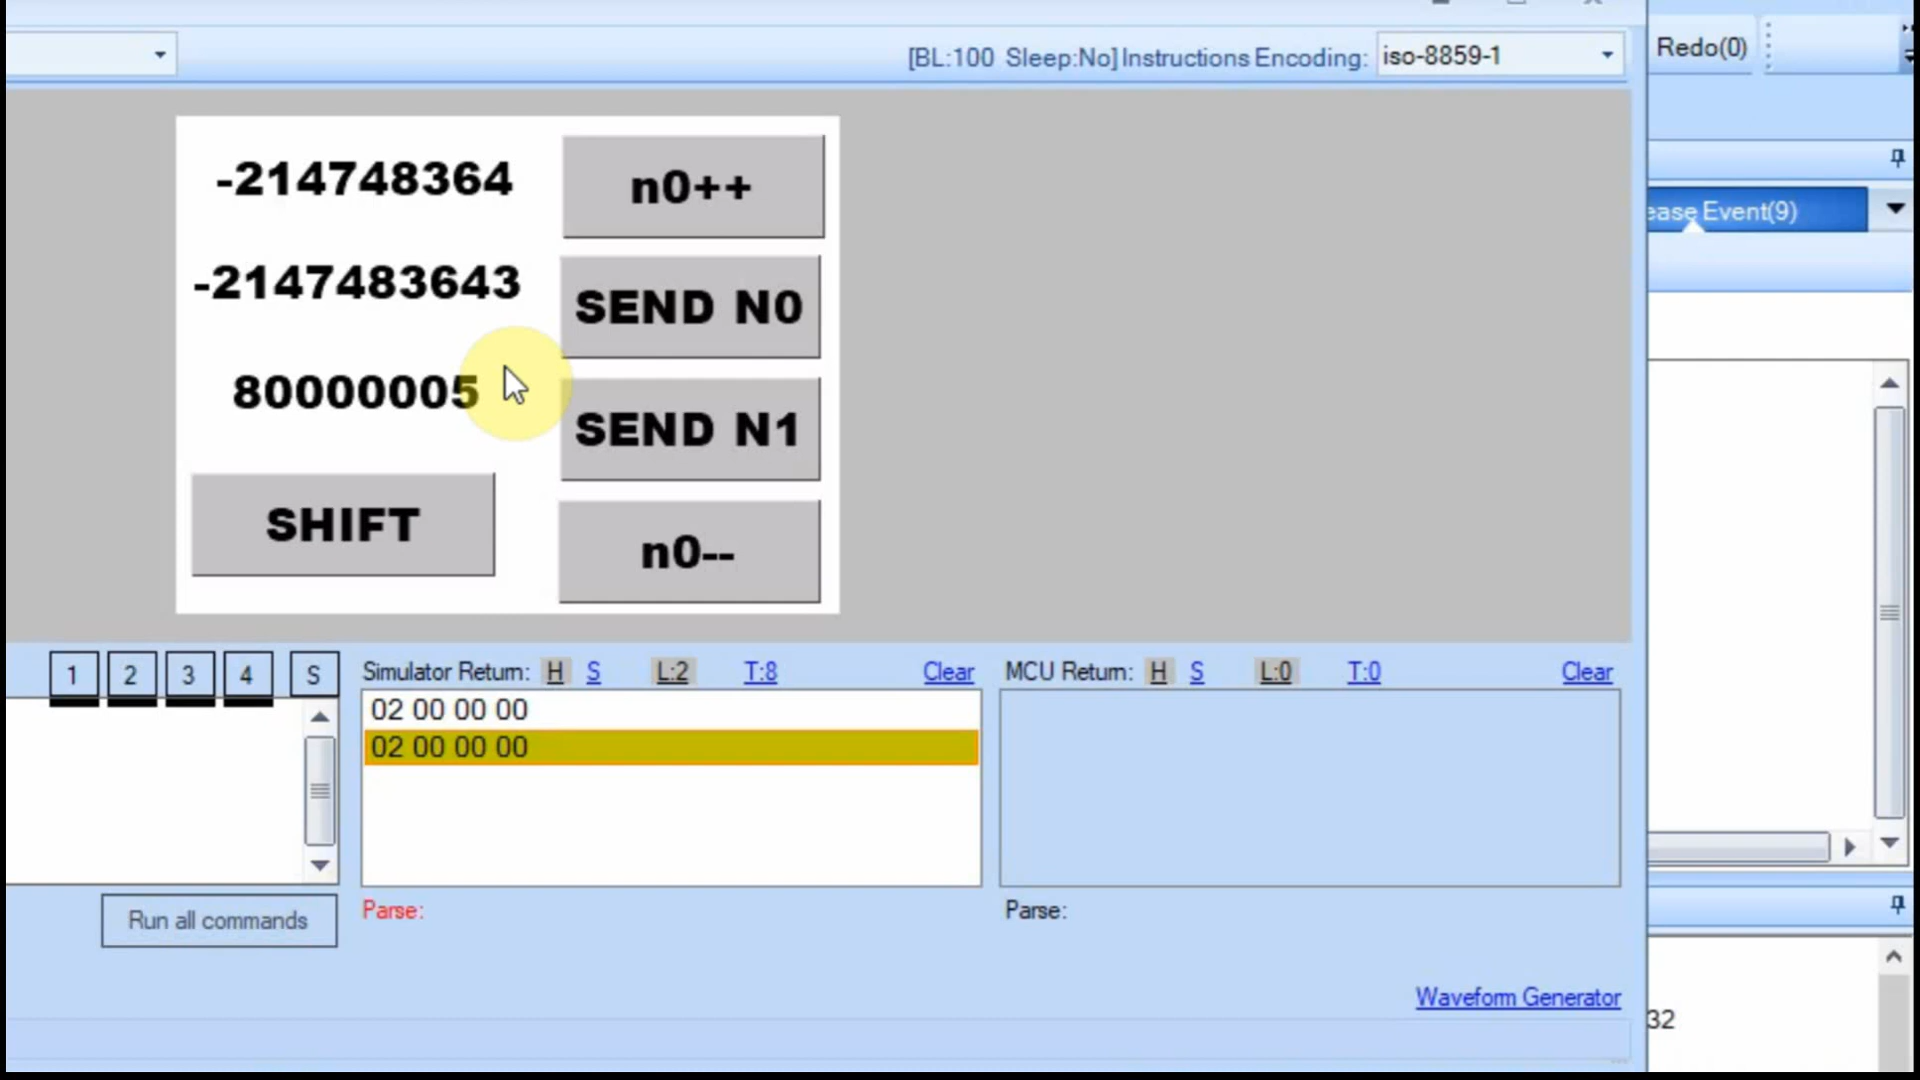 [BL:100 Sleep:No] Instructions Encoding: iso-8859-1
Redo(0)
ease Event(9)
-214748364
n0++
-2147483643
SEND N0
80000005
SEND N1
SHIFT
n0--
1 2 3 4 S
Simulator Return: H S L:2 T:8 Clear
MCU Return: H S L:0 T:0 Clear
02 00 00 00
02 00 00 00
Run all commands
Parse:
Parse:
Waveform Generator
32